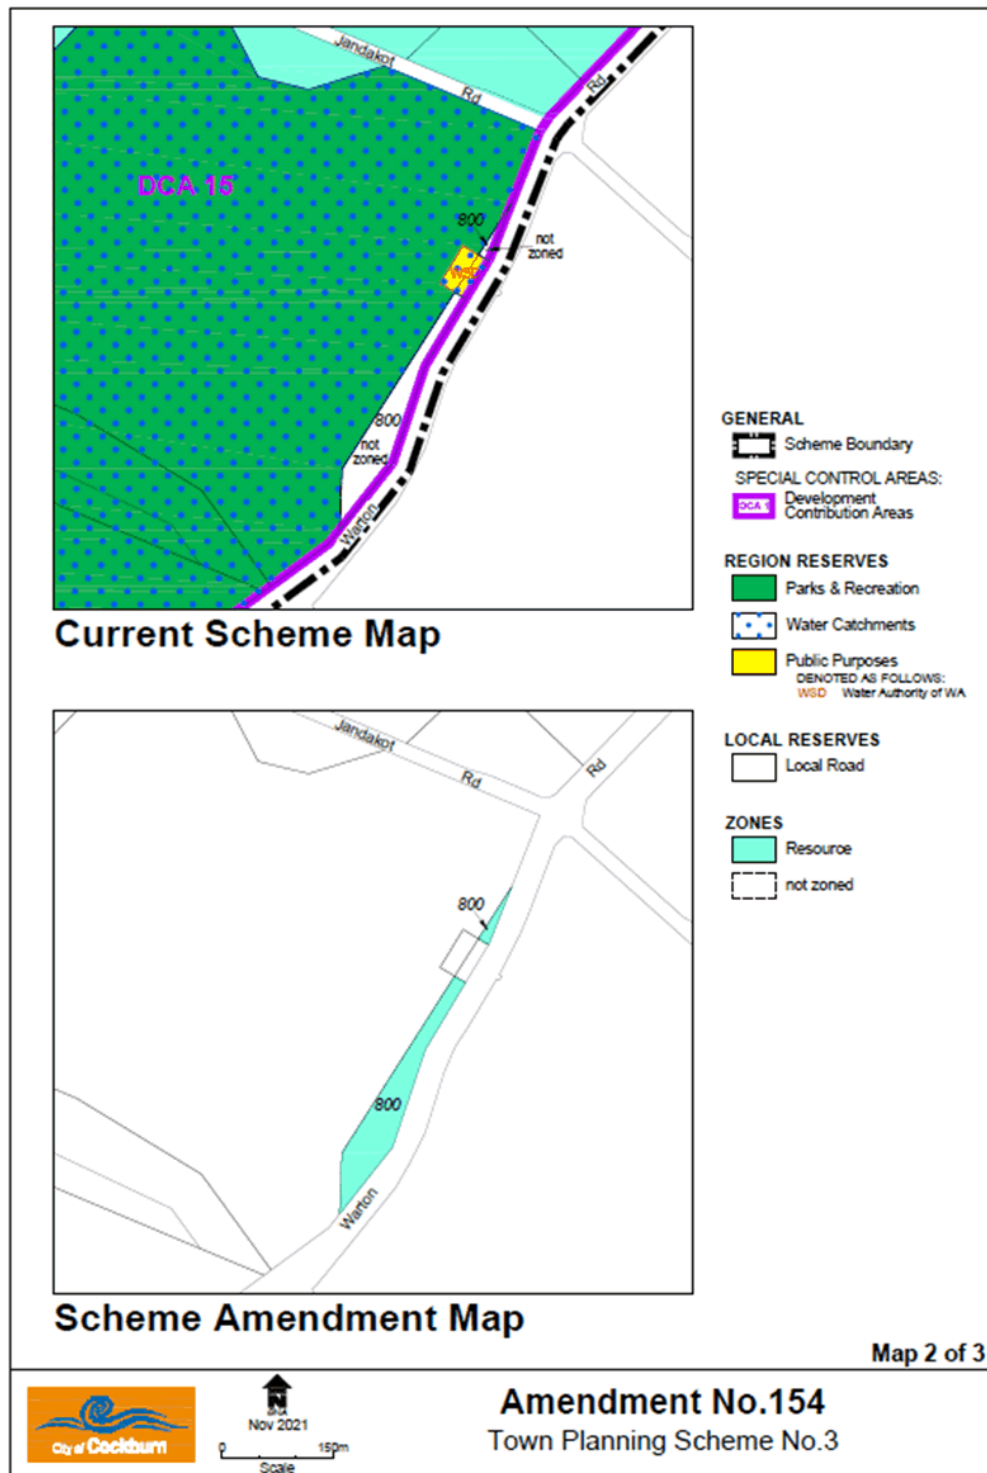 Jandakot
Rd
Rd
DCA 15
800
not
zoned
WSD
800
not
zoned
Warton
Current Scheme Map
GENERAL
Scheme Boundary
SPECIAL CONTROL AREAS:
DCA 1
Development
Contribution Areas
REGION RESERVES
Parks & Recreation
Water Catchments
Public Purposes
DENOTED AS FOLLOWS:
WSD Water Authority of WA
LOCAL RESERVES
Local Road
ZONES
Resource
not zoned
Jandakot
Rd
Rd
800
800
Warton
Scheme Amendment Map
Map 2 of 3
City of Cockburn
N
Nov 2021
0 150m
Scale
Amendment No.154
Town Planning Scheme No.3